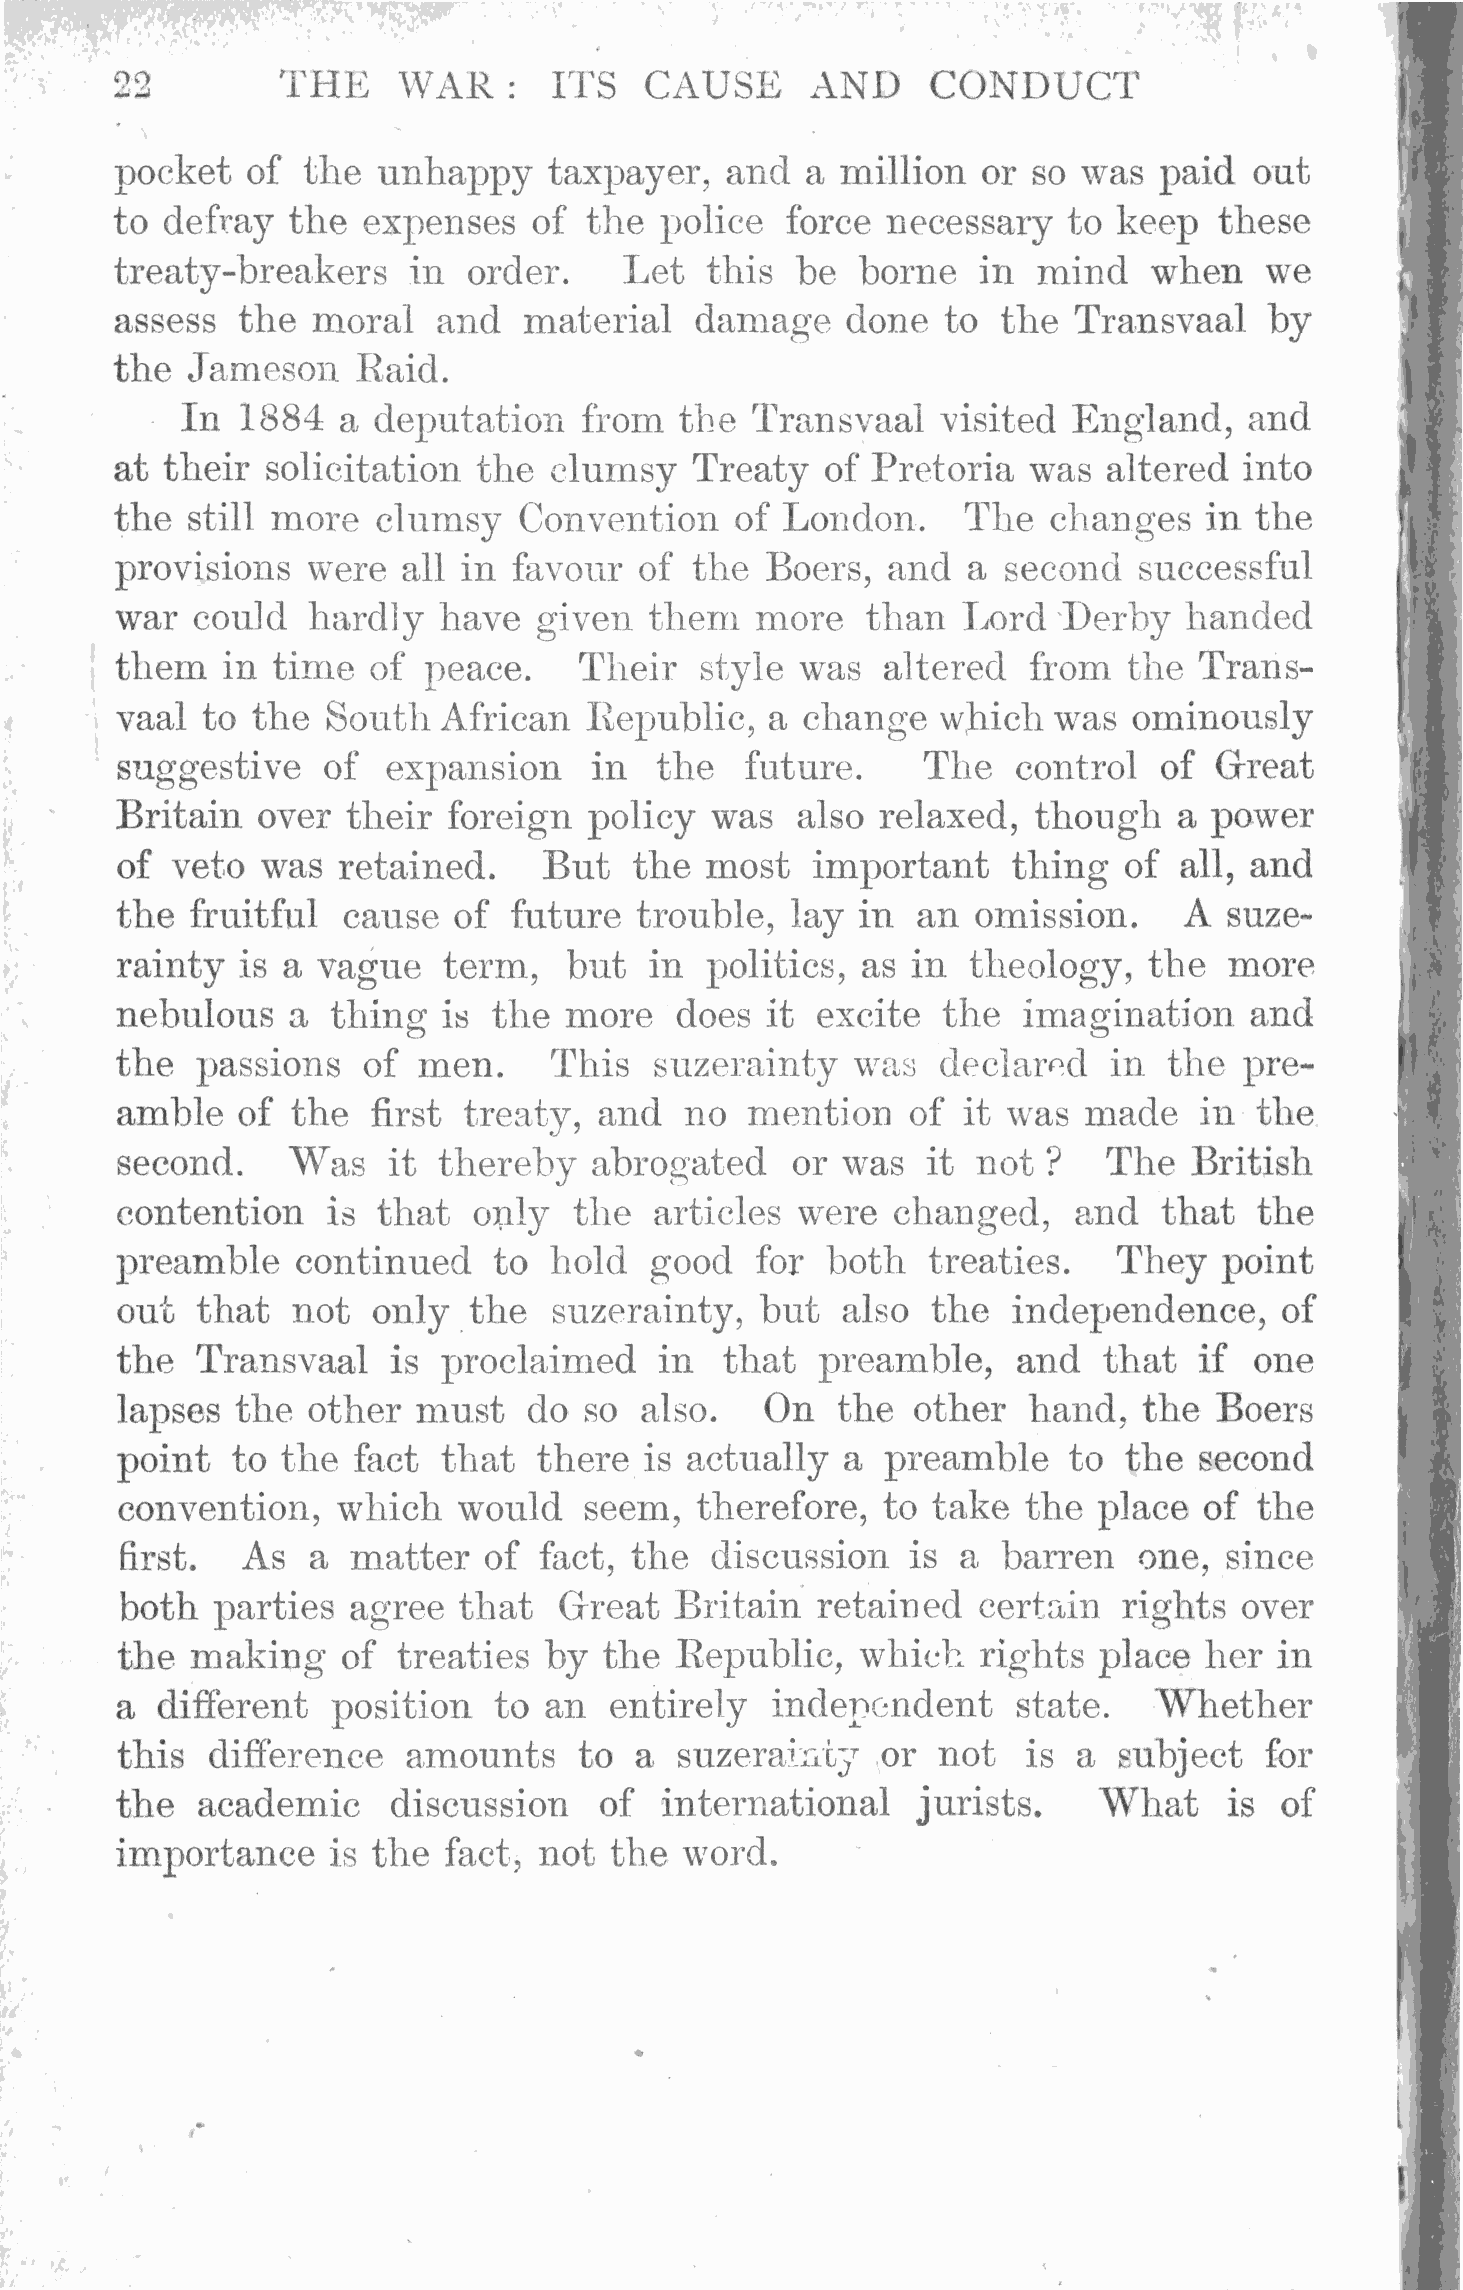 22 THE WAR : ITS CAUSE AND CONDUCT
pocket of the unhappy taxpayer, and a million or so was paid out
to defray the expenses of the police force necessary to keep these
treaty-breakers in order. Let this be borne in mind when we
assess the moral and material damage done to the Transvaal by
the Jameson Raid.
In 1884 a deputation from the Transvaal visited England, and
at their solicitation the clumsy Treaty of Pretoria was altered into
the still more clumsy Convention of London. The changes in the
provisions were all in favour of the Boers, and a second successful
war could hardly have given them more than Lord Derby handed
them in time of peace. Their style was altered from the Trans-
vaal to the South African Republic, a change which was ominously
suggestive of expansion in the future. The control of Great
Britain over their foreign policy was also relaxed, though a power
of veto was retained. But the most important thing of all, and
the fruitful cause of future trouble, lay in an omission. A suze-
rainty is a vague term, but in politics, as in theology, the more
nebulous a thing is the more does it excite the imagination and
the passions of men. This suzerainty was declared in the pre-
amble of the first treaty, and no mention of it was made in the
second. Was it thereby abrogated or was it not ? The British
contention is that only the articles were changed, and that the
preamble continued to hold good for both treaties. They point
out that not only the suzerainty, but also the independence, of
the Transvaal is proclaimed in that preamble, and that if one
lapses the other must do so also. On the other hand, the Boers
point to the fact that there is actually a preamble to the second
convention, which would seem, therefore, to take the place of the
first. As a matter of fact, the discussion is a barren one, since
both parties agree that Great Britain retained certain rights over
the making of treaties by the Republic, which rights place her in
a different position to an entirely independent state. Whether
this difference amounts to a suzerainty or not is a subject for
the academic discussion of international jurists. What is of
importance is the fact, not the word.